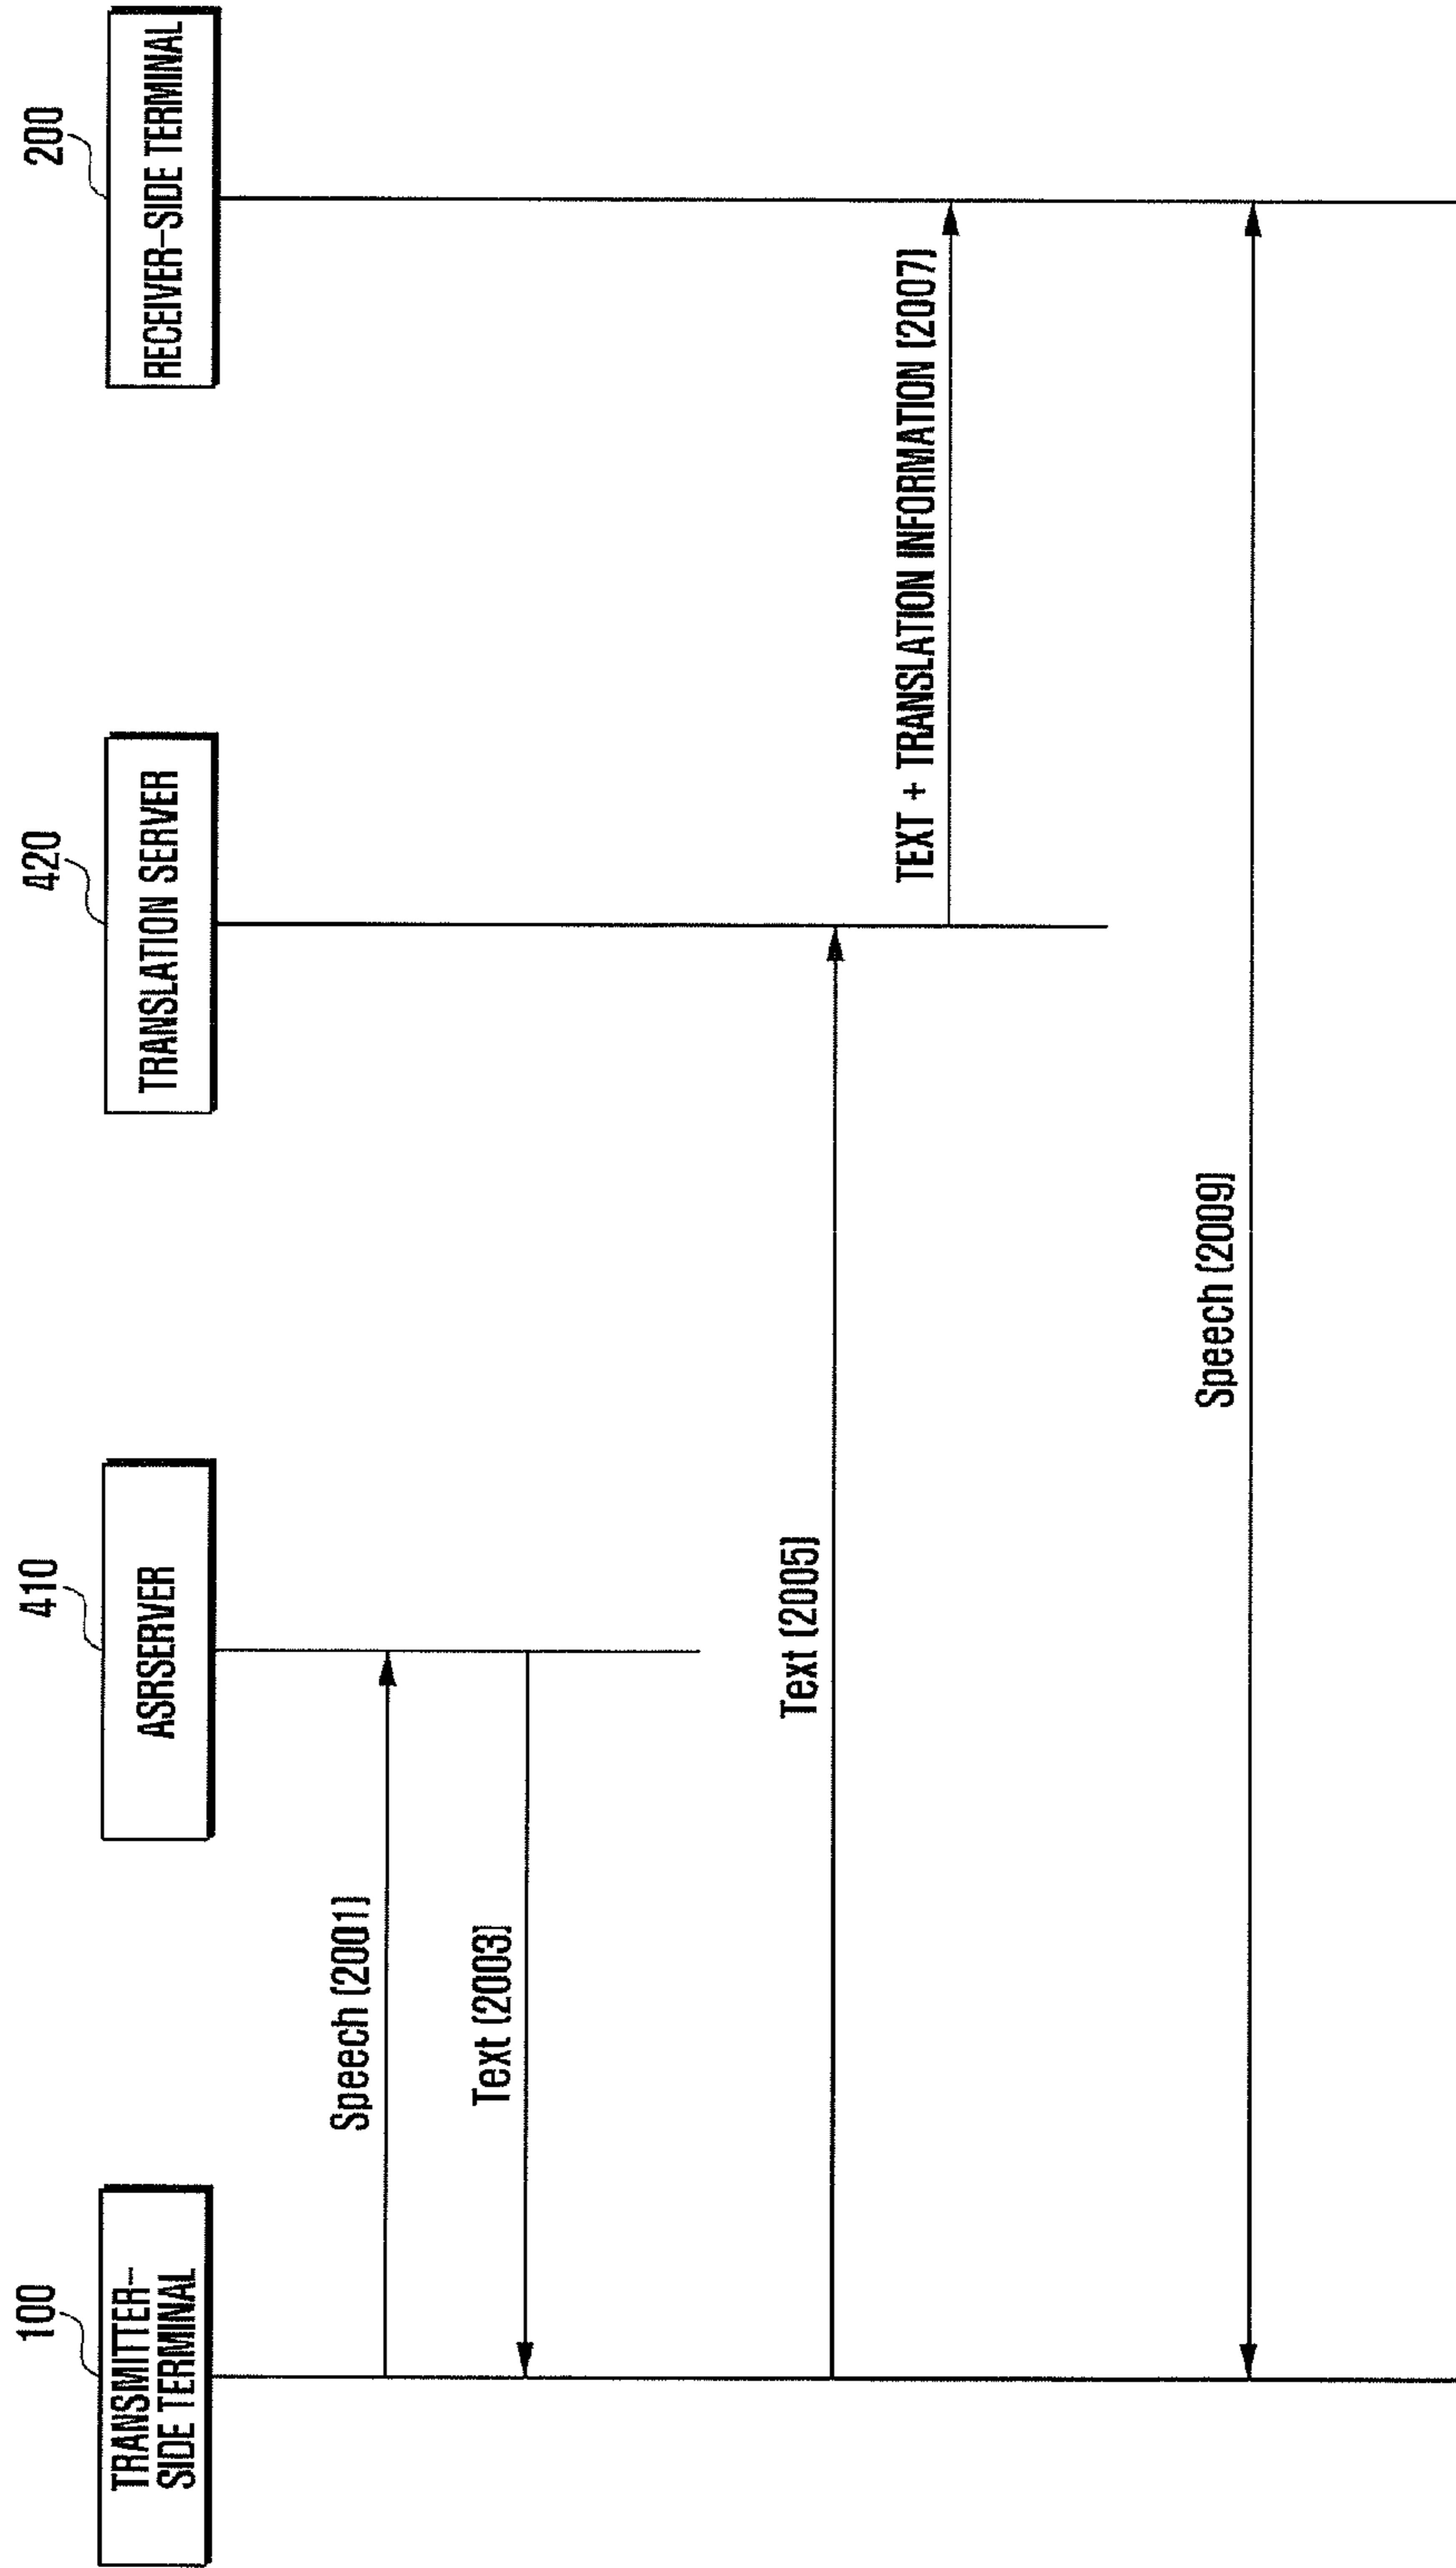 100
TRANSMITTER-
SIDE TERMINAL
410
ASRSERVER
420
TRANSLATION SERVER
200
RECEIVER-SIDE TERMINAL
Speech (2001)
Text (2003)
Text (2005)
TEXT + TRANSLATION INFORMATION (2007)
Speech (2009)